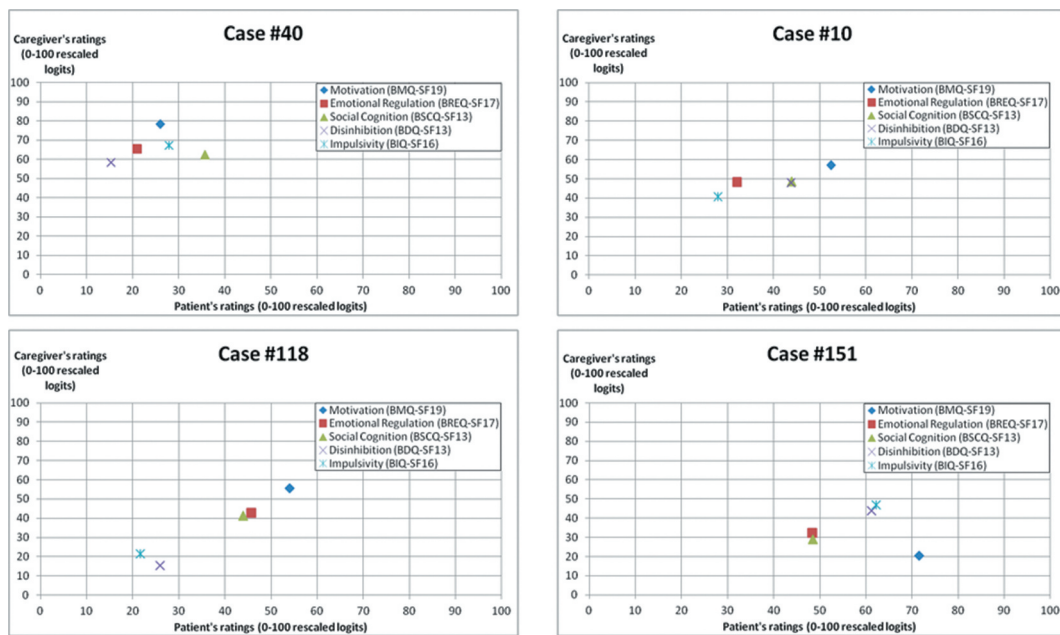 Case #40
Caregiver's ratings
(0-100 rescaled
logits)
100
90
80
70
60
50
40
30
20
10
0
Motivation (BMQ-SF19)
Emotional Regulation (BREQ-SF17)
Social Cognition (BSCQ-SF13)
Disinhibition (BDQ-SF13)
Impulsivity (BIQ-SF16)
0 10 20 30 40 50 60 70 80 90 100
Patient's ratings (0-100 rescaled logits)
Case #10
Caregiver's ratings
(0-100 rescaled
logits)
100
90
80
70
60
50
40
30
20
10
0
Motivation (BMQ-SF19)
Emotional Regulation (BREQ-SF17)
Social Cognition (BSCQ-SF13)
Disinhibition (BDQ-SF13)
Impulsivity (BIQ-SF16)
0 10 20 30 40 50 60 70 80 90 100
Patient's ratings (0-100 rescaled logits)
Case #118
Caregiver's ratings
(0-100 rescaled
logits)
100
90
80
70
60
50
40
30
20
10
0
Motivation (BMQ-SF19)
Emotional Regulation (BREQ-SF17)
Social Cognition (BSCQ-SF13)
Disinhibition (BDQ-SF13)
Impulsivity (BIQ-SF16)
0 10 20 30 40 50 60 70 80 90 100
Patient's ratings (0-100 rescaled logits)
Case #151
Caregiver's ratings
(0-100 rescaled
logits)
100
90
80
70
60
50
40
30
20
10
0
Motivation (BMQ-SF19)
Emotional Regulation (BREQ-SF17)
Social Cognition (BSCQ-SF13)
Disinhibition (BDQ-SF13)
Impulsivity (BIQ-SF16)
0 10 20 30 40 50 60 70 80 90 100
Patient's ratings (0-100 rescaled logits)